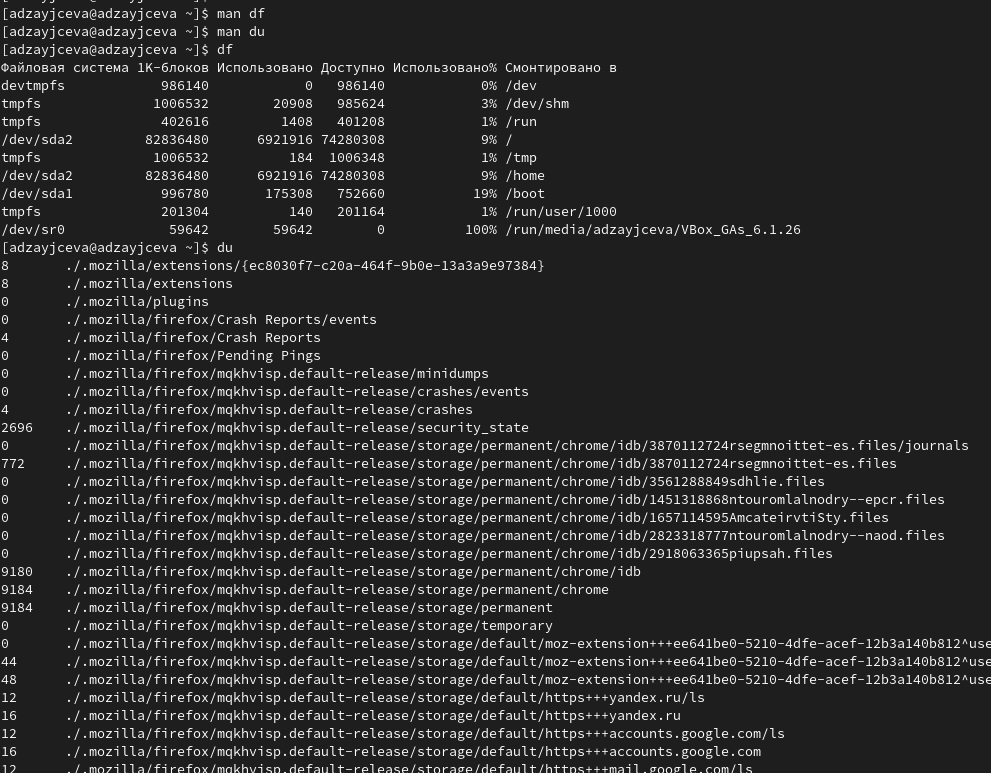 [adzayjceva@adzayjceva ~]$ man df
[adzayjceva@adzayjceva ~]$ man du
[adzayjceva@adzayjceva ~]$ df
Файловая система 1K-блоков Использовано Доступно Использовано% Смонтировано в
devtmpfs 986140 0 986140 0% /dev
tmpfs 1006532 20908 985624 3% /dev/shm
tmpfs 402616 1408 401208 1% /run
/dev/sda2 82836480 6921916 74280308 9% /
tmpfs 1006532 184 1006348 1% /tmp
/dev/sda2 82836480 6921916 74280308 9% /home
/dev/sda1 996780 175308 752660 19% /boot
tmpfs 201304 140 201164 1% /run/user/1000
/dev/sr0 59642 59642 0 100% /run/media/adzayjceva/VBox_GAs_6.1.26
[adzayjceva@adzayjceva ~]$ du
8 ./.mozilla/extensions/{ec8030f7-c20a-464f-9b0e-13a3a9e97384}
8 ./.mozilla/extensions
0 ./.mozilla/plugins
0 ./.mozilla/firefox/Crash Reports/events
4 ./.mozilla/firefox/Crash Reports
0 ./.mozilla/firefox/Pending Pings
0 ./.mozilla/firefox/mqkhvisp.default-release/minidumps
0 ./.mozilla/firefox/mqkhvisp.default-release/crashes/events
4 ./.mozilla/firefox/mqkhvisp.default-release/crashes
2696 ./.mozilla/firefox/mqkhvisp.default-release/security_state
0 ./.mozilla/firefox/mqkhvisp.default-release/storage/permanent/chrome/idb/3870112724rsegmnoittet-es.files/journals
772 ./.mozilla/firefox/mqkhvisp.default-release/storage/permanent/chrome/idb/3870112724rsegmnoittet-es.files
0 ./.mozilla/firefox/mqkhvisp.default-release/storage/permanent/chrome/idb/3561288849sdhlie.files
0 ./.mozilla/firefox/mqkhvisp.default-release/storage/permanent/chrome/idb/1451318868ntouromlalnodry--epcr.files
0 ./.mozilla/firefox/mqkhvisp.default-release/storage/permanent/chrome/idb/1657114595AmcateirvtiSty.files
0 ./.mozilla/firefox/mqkhvisp.default-release/storage/permanent/chrome/idb/2823318777ntouromlalnodry--naod.files
0 ./.mozilla/firefox/mqkhvisp.default-release/storage/permanent/chrome/idb/2918063365piupsah.files
9180 ./.mozilla/firefox/mqkhvisp.default-release/storage/permanent/chrome/idb
9184 ./.mozilla/firefox/mqkhvisp.default-release/storage/permanent/chrome
9184 ./.mozilla/firefox/mqkhvisp.default-release/storage/permanent
0 ./.mozilla/firefox/mqkhvisp.default-release/storage/temporary
0 ./.mozilla/firefox/mqkhvisp.default-release/storage/default/moz-extension+++ee641be0-5210-4dfe-acef-12b3a140b812^use
44 ./.mozilla/firefox/mqkhvisp.default-release/storage/default/moz-extension+++ee641be0-5210-4dfe-acef-12b3a140b812^use
48 ./.mozilla/firefox/mqkhvisp.default-release/storage/default/moz-extension+++ee641be0-5210-4dfe-acef-12b3a140b812^use
12 ./.mozilla/firefox/mqkhvisp.default-release/storage/default/https+++yandex.ru/ls
16 ./.mozilla/firefox/mqkhvisp.default-release/storage/default/https+++yandex.ru
12 ./.mozilla/firefox/mqkhvisp.default-release/storage/default/https+++accounts.google.com/ls
16 ./.mozilla/firefox/mqkhvisp.default-release/storage/default/https+++accounts.google.com
12 ./.mozilla/firefox/mqkhvisp.default-release/storage/default/https+++mail.google.com/ls